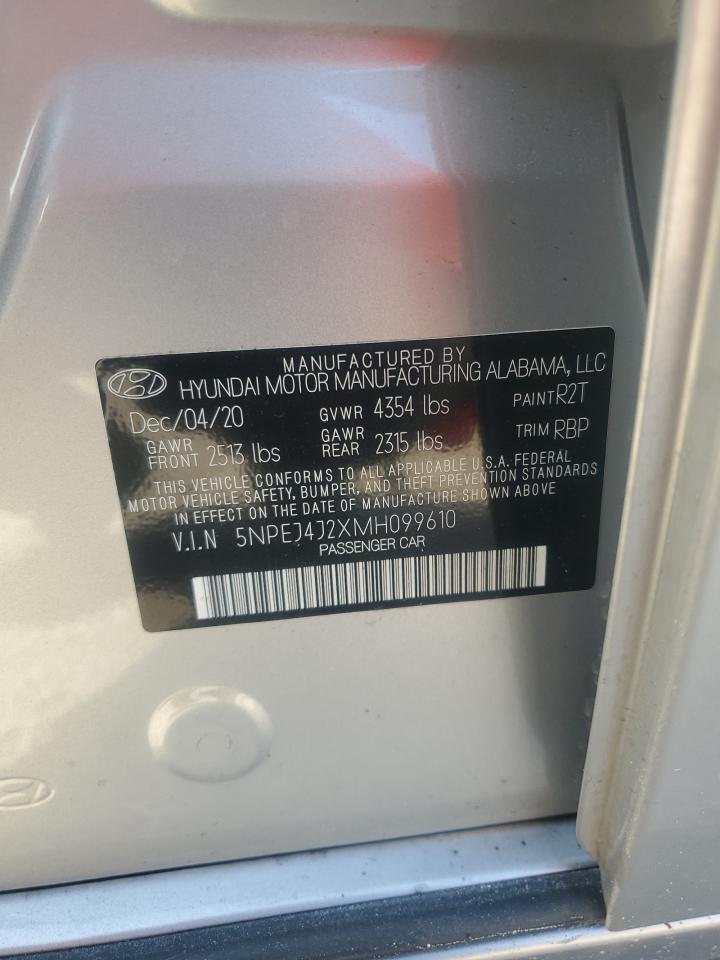 MANUFACTURED BY
HYUNDAI MOTOR MANUFACTURING ALABAMA, LLC
Dec/04/20 GVWR 4354 lbs PAINT R2T
GAWR FRONT 2513 lbs GAWR REAR 2315 lbs TRIM RBP
THIS VEHICLE CONFORMS TO ALL APPLICABLE U.S.A. FEDERAL
MOTOR VEHICLE SAFETY, BUMPER, AND THEFT PREVENTION STANDARDS
IN EFFECT ON THE DATE OF MANUFACTURE SHOWN ABOVE
V.I.N 5NPEJ4J2XMH099610
PASSENGER CAR